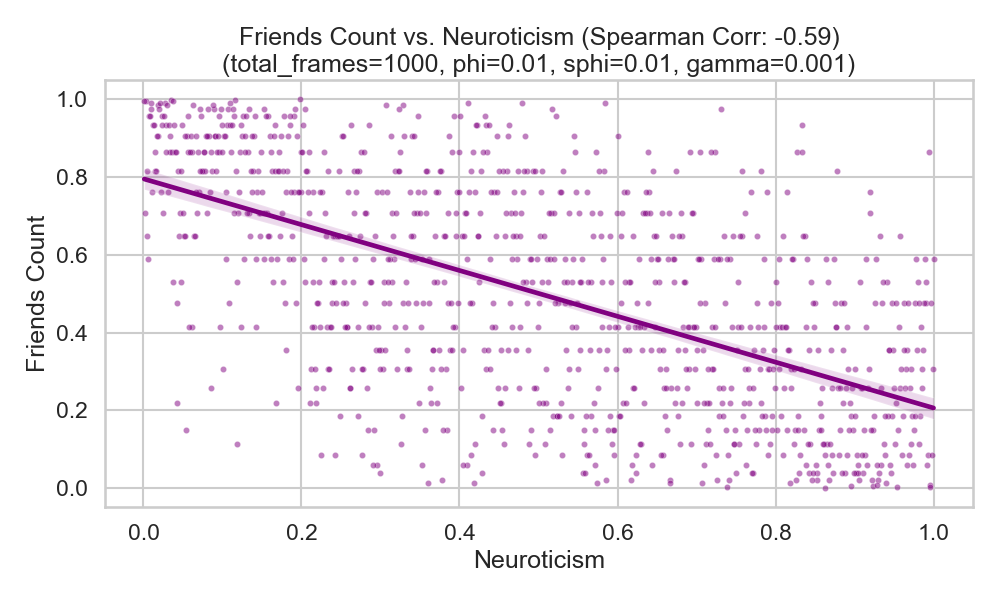 Friends Count vs. Neuroticism (Spearman Corr: -0.59)
(total_frames=1000, phi=0.01, sphi=0.01, gamma=0.001)
Friends Count
1.0
0.8
0.6
0.4
0.2
0.0
0.0 0.2 0.4 0.6 0.8 1.0
Neuroticism